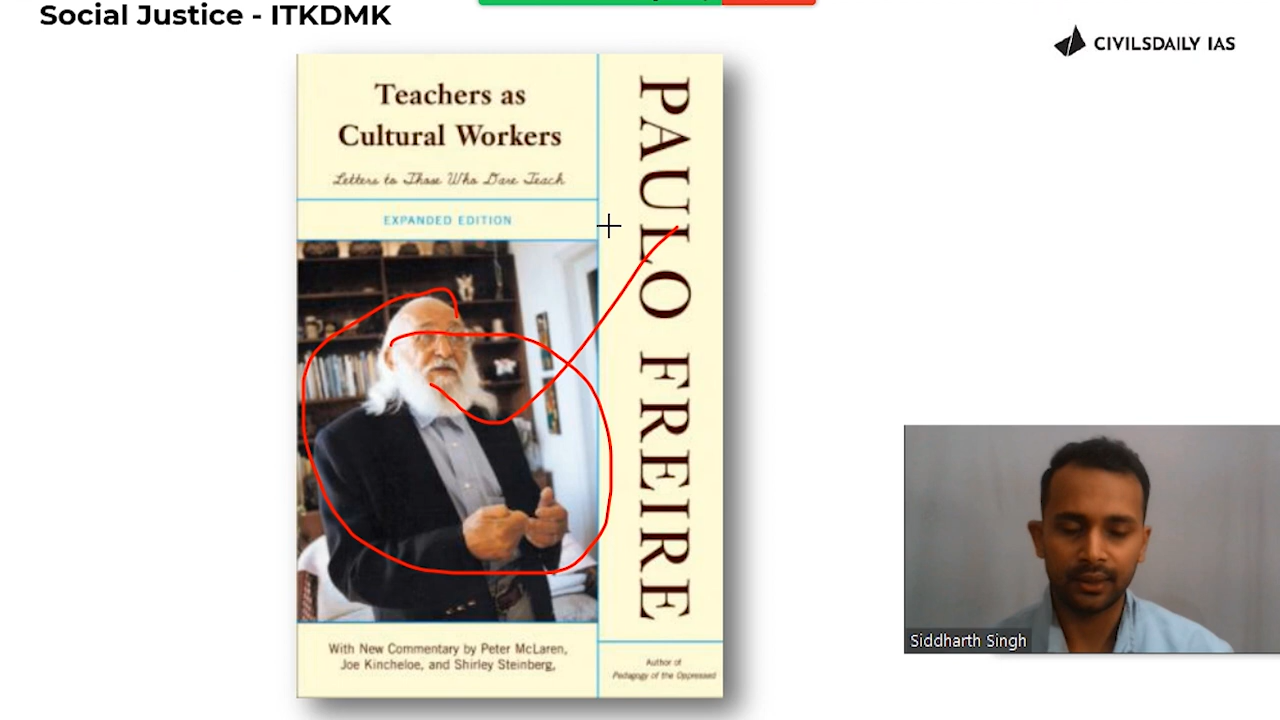 Social Justice - ITKDMK
CIVILSDAILY IAS
Teachers as
Cultural Workers
Letters to Those Who Dare Teach
EXPANDED EDITION
PAULO FREIRE
With New Commentary by Peter McLaren,
Joe Kincheloe, and Shirley Steinberg,
Author of
Pedagogy of the Oppressed
Siddharth Singh